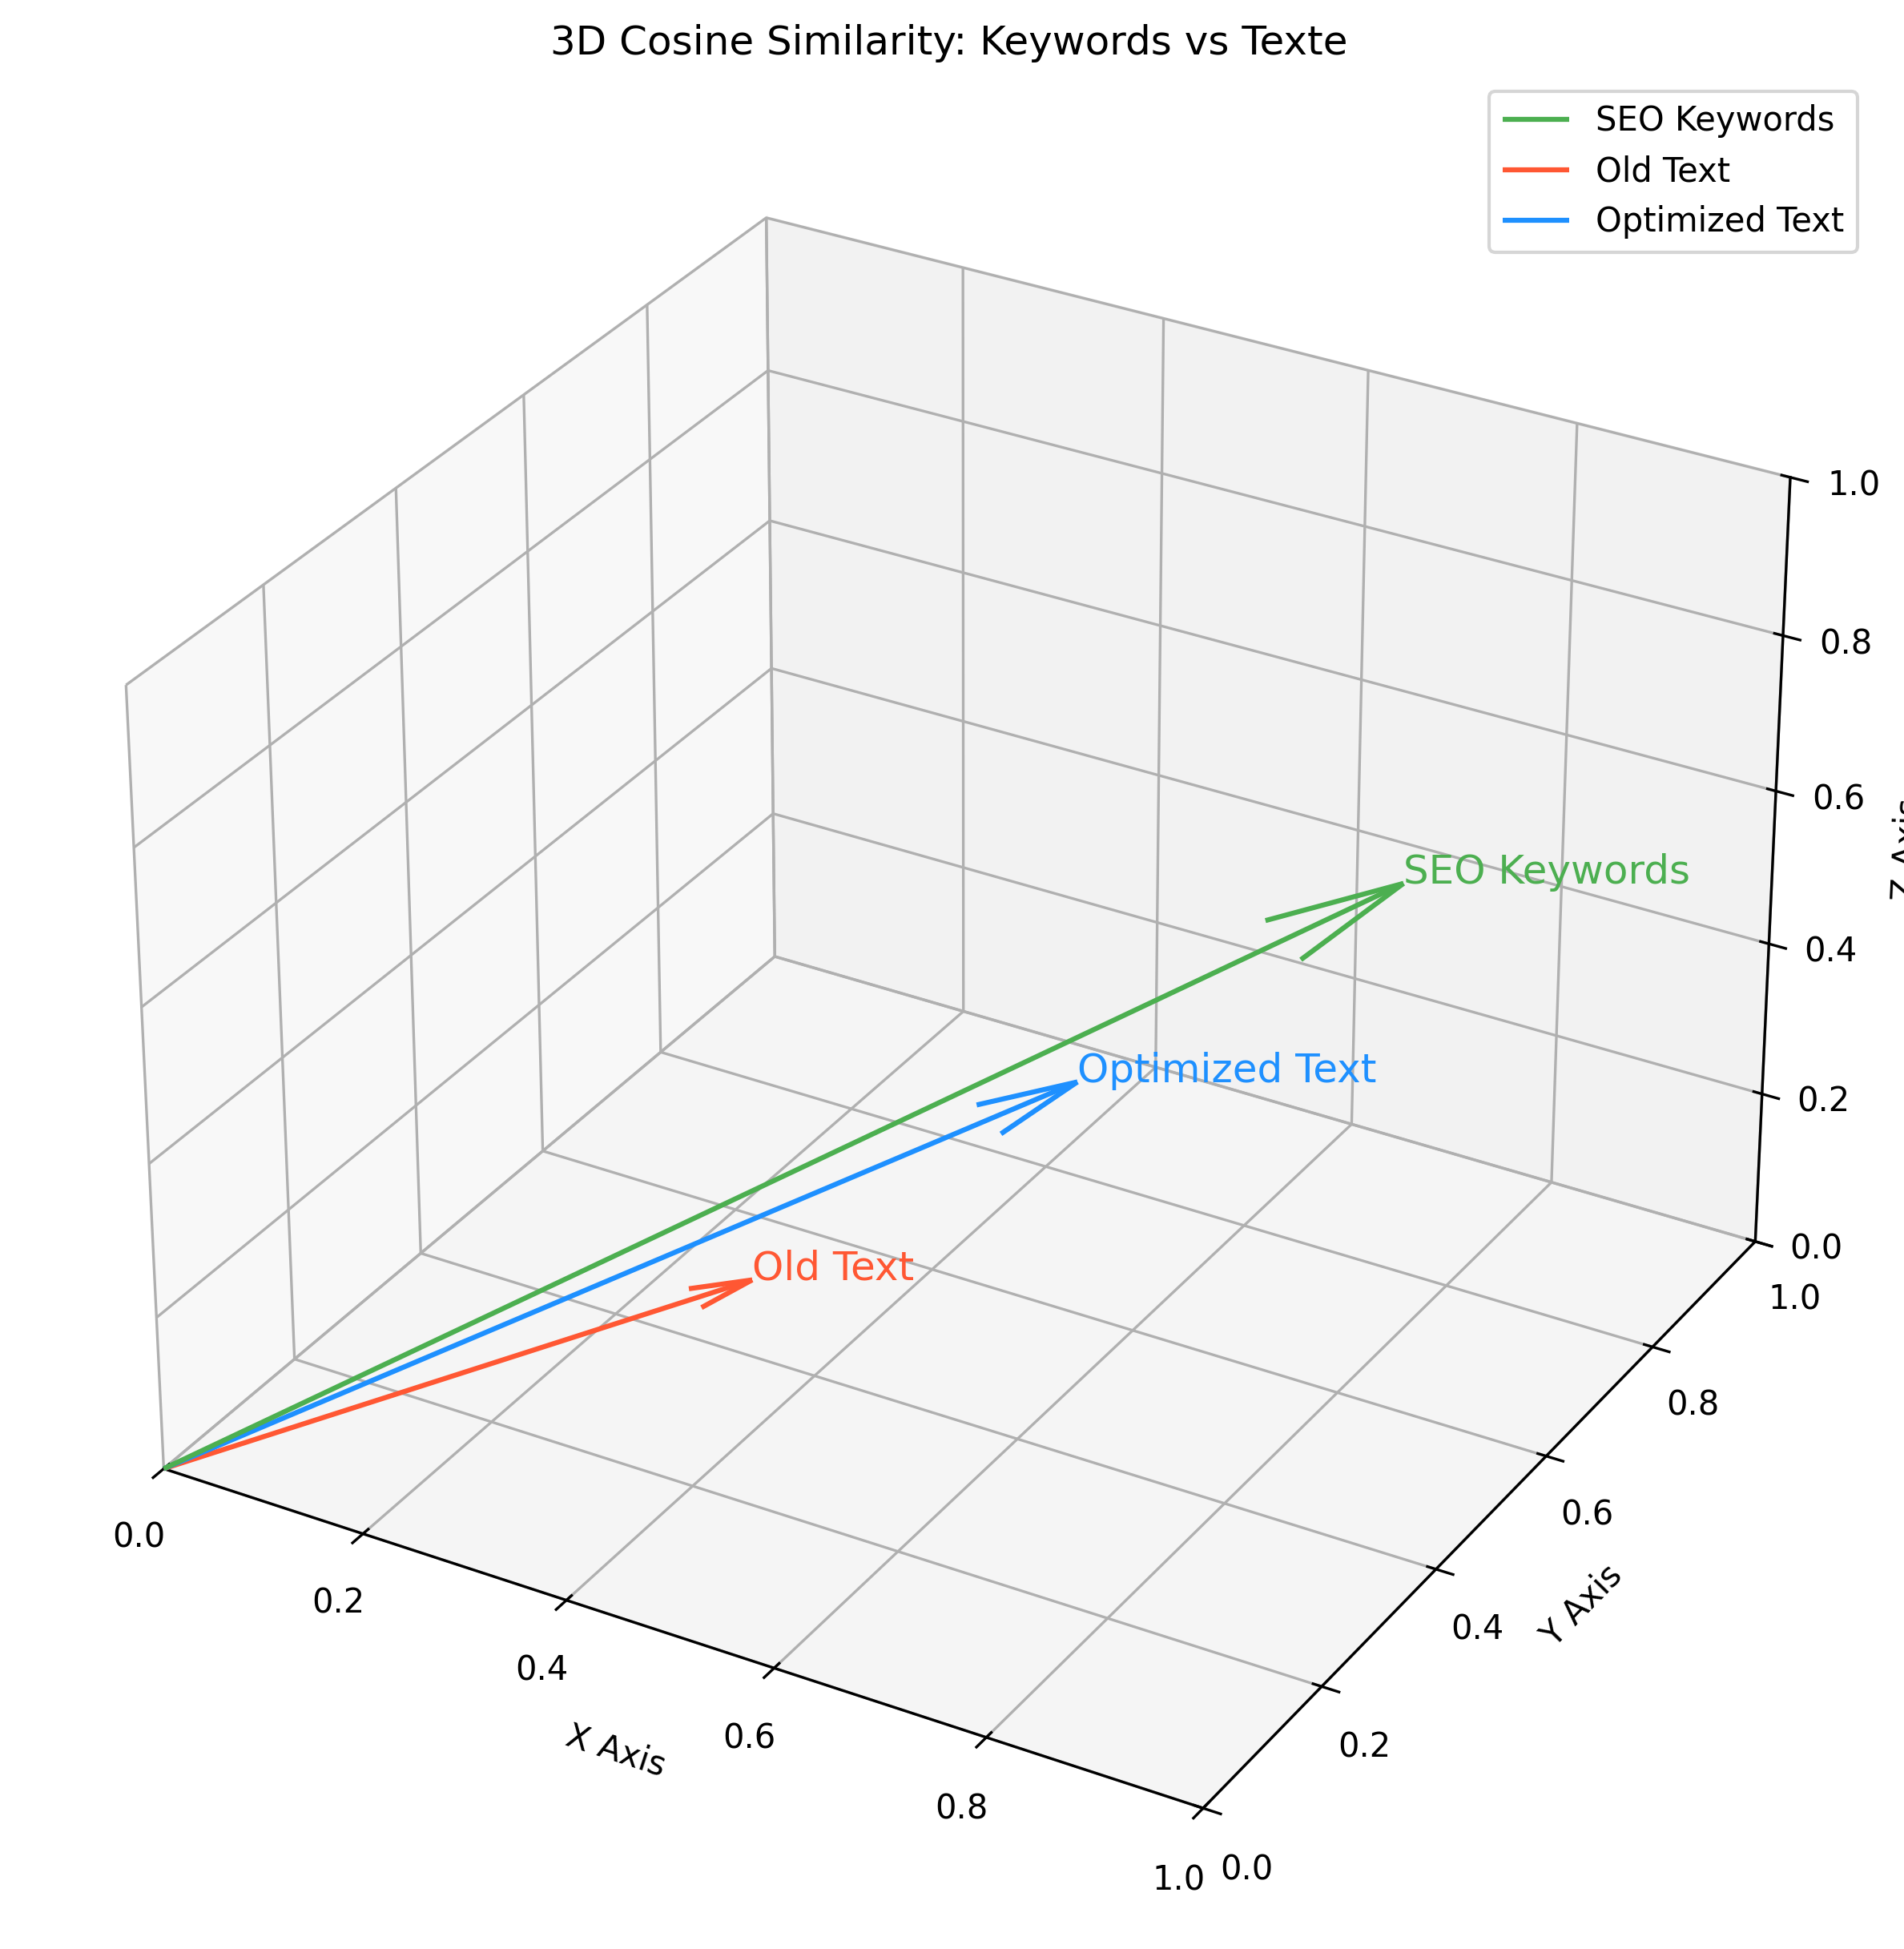 3D Cosine Similarity: Keywords vs Texte
SEO Keywords
Old Text
Optimized Text
1.0
0.8
0.6
Z Axis
SEO Keywords
0.4
Optimized Text
0.2
Old Text
0.0
1.0
0.8
0.6
0.4
Y Axis
0.2
0.0
0.0
0.2
0.4
X Axis
0.6
0.8
1.0